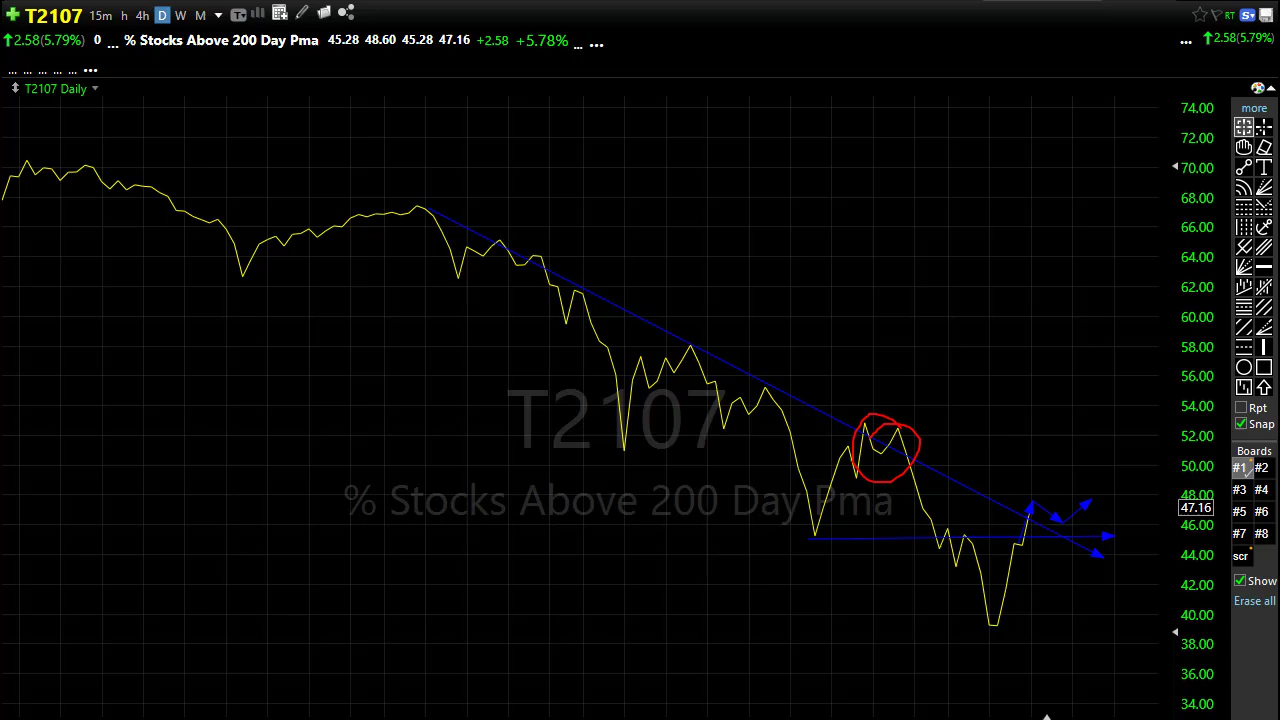 T2107 15m h 4h D W M T RT S
2.58(5.79%) 0 ... % Stocks Above 200 Day Pma 45.28 48.60 45.28 47.16 +2.58 +5.78% ... ... ... 2.58(5.79%)
... ... ... ... ... ...
T2107 Daily
more
74.00
72.00
70.00
68.00
66.00
64.00
62.00
60.00
58.00
56.00
54.00
52.00
50.00
48.00
47.16
46.00
44.00
42.00
40.00
38.00
36.00
34.00
T2107
% Stocks Above 200 Day Pma
T
Rpt
Snap
Boards
#1 #2
#3 #4
#5 #6
#7 #8
scr
Show
Erase all